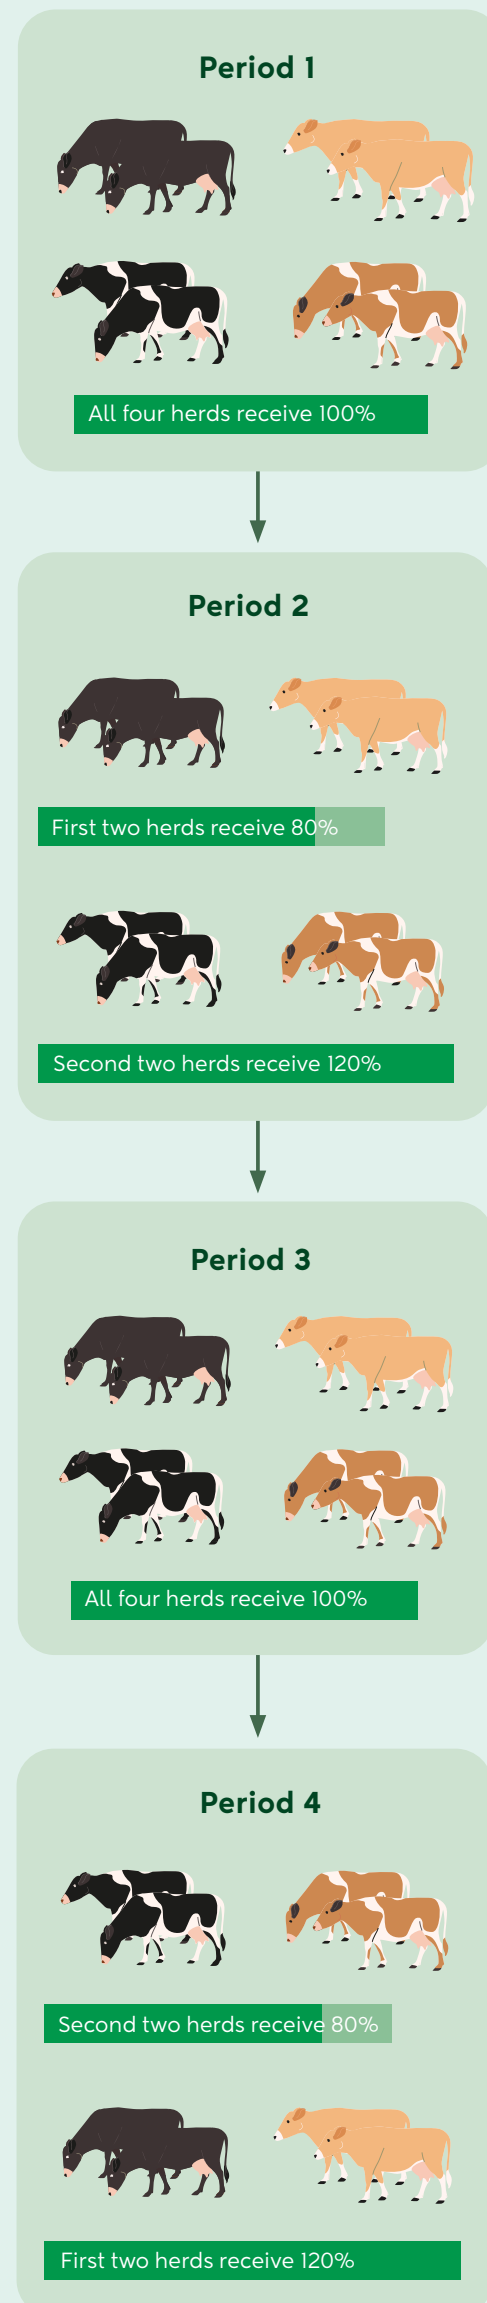 Period 1
All four herds receive 100%
Period 2
First two herds receive 80%
Second two herds receive 120%
Period 3
All four herds receive 100%
Period 4
Second two herds receive 80%
First two herds receive 120%